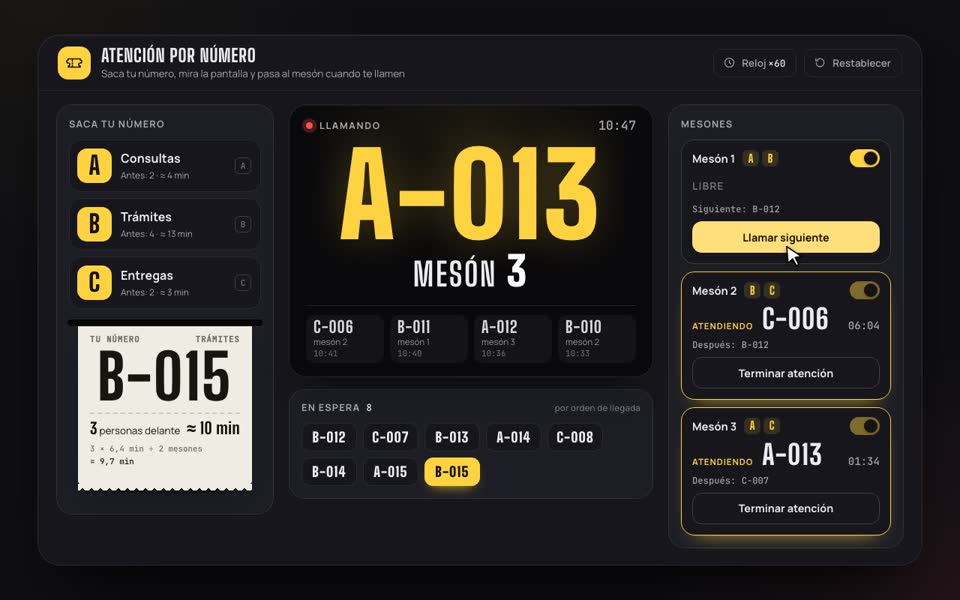 ATENCIÓN POR NÚMERO
Saca tu número, mira la pantalla y pasa al mesón cuando te llamen
Reloj ×60
Restablecer
SACA TU NÚMERO
A
Consultas
Antes: 2 · ≈ 4 min
A
B
Trámites
Antes: 4 · ≈ 13 min
B
C
Entregas
Antes: 2 · ≈ 3 min
C
TU NÚMERO TRÁMITES
B-015
3 personas delante ≈ 10 min
3 × 6,4 min ÷ 2 mesones
= 9,7 min
LLAMANDO 10:47
A-013
MESÓN 3
C-006
mesón 2
10:41
B-011
mesón 1
10:40
A-012
mesón 3
10:36
B-010
mesón 2
10:33
EN ESPERA 8 por orden de llegada
B-012 C-007 B-013 A-014 C-008
B-014 A-015 B-015
MESONES
Mesón 1 A B
LIBRE
Siguiente: B-012
Llamar siguiente
Mesón 2 B C
ATENDIENDO C-006 06:04
Después: B-012
Terminar atención
Mesón 3 A C
ATENDIENDO A-013 01:34
Después: C-007
Terminar atención